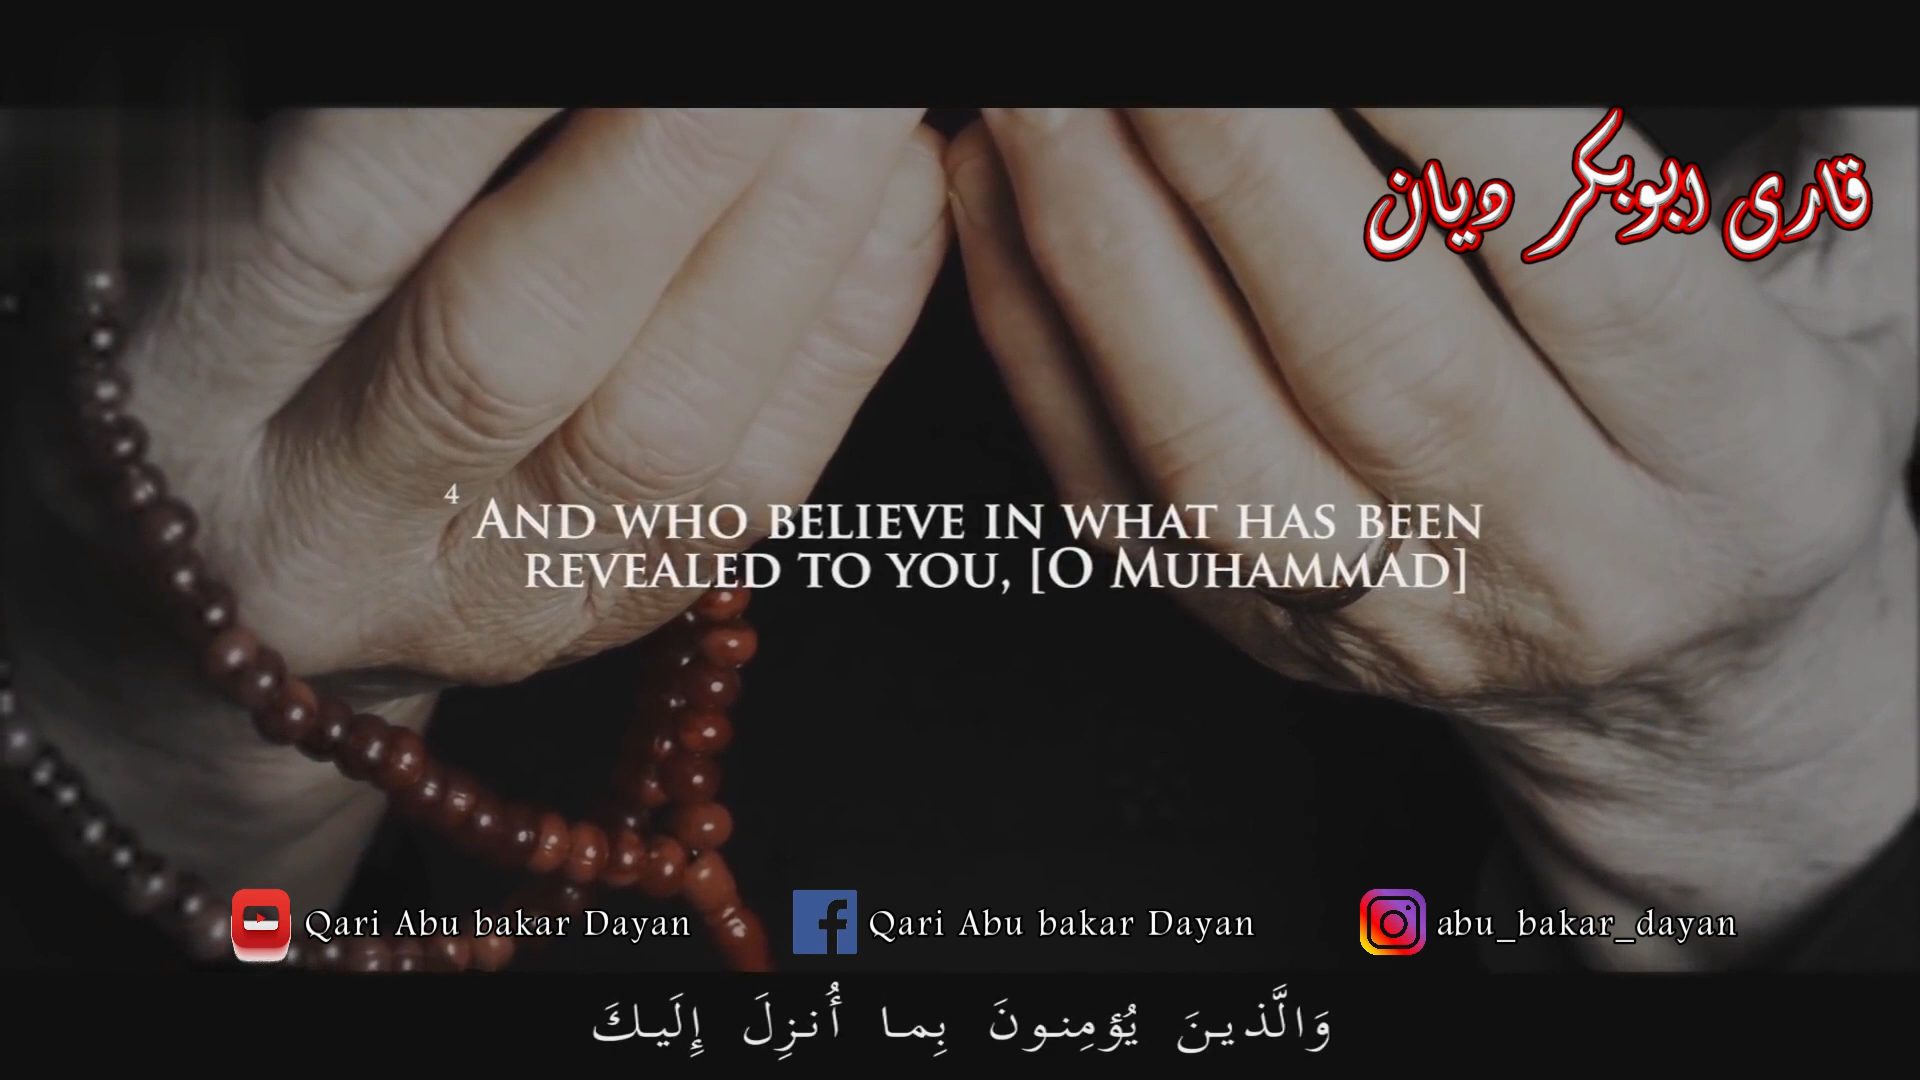 قاری ابوبکر دیان
4 And who believe in what has been
revealed to you, [O Muhammad]
Qari Abu bakar Dayan
Qari Abu bakar Dayan
abu_bakar_dayan
وَالَّذينَ يُؤمِنونَ بِما أُنزِلَ إِلَيكَ